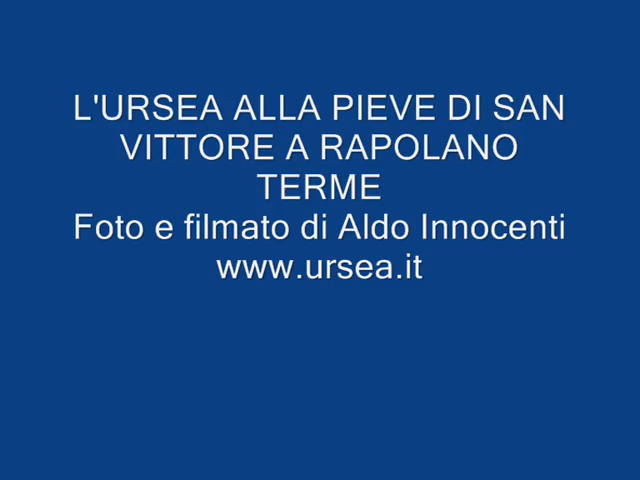 L'URSEA ALLA PIEVE DI SAN
VITTORE A RAPOLANO
TERME
Foto e filmato di Aldo Innocenti
www.ursea.it